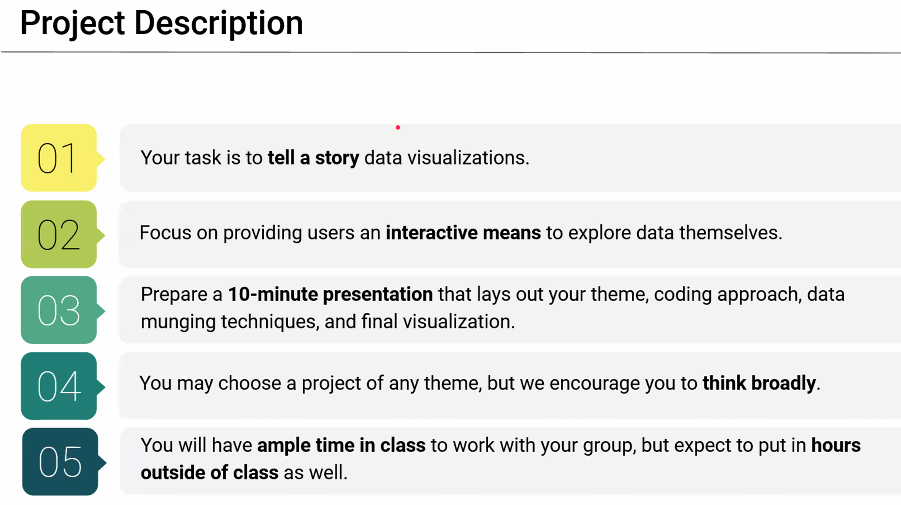 Project Description
01
Your task is to tell a story data visualizations.
02
Focus on providing users an interactive means to explore data themselves.
03
Prepare a 10-minute presentation that lays out your theme, coding approach, data
munging techniques, and final visualization.
04
You may choose a project of any theme, but we encourage you to think broadly.
05
You will have ample time in class to work with your group, but expect to put in hours
outside of class as well.